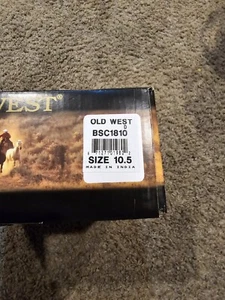 WEST®
OLD WEST
BSC1810
SIZE 10.5
MADE IN INDIA